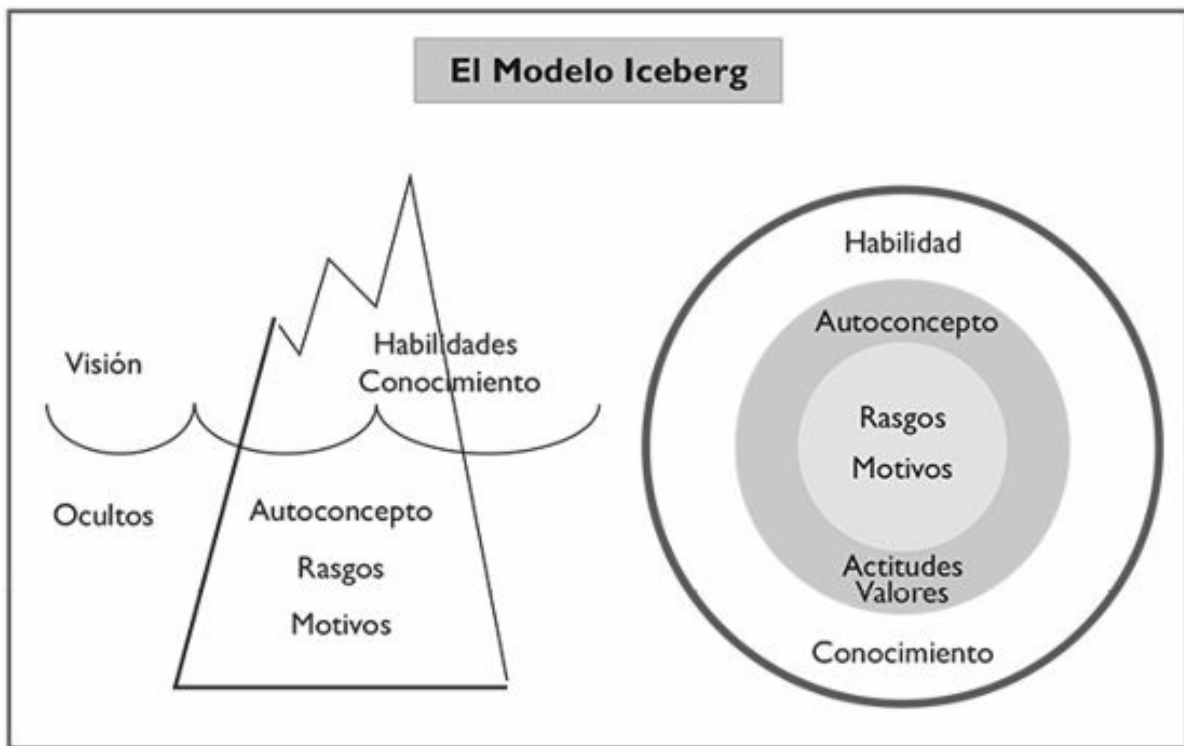 El Modelo Iceberg
Visión
Habilidades
Conocimiento
Ocultos
Autoconcepto
Rasgos
Motivos
Habilidad
Autoconcepto
Rasgos
Motivos
Actitudes
Valores
Conocimiento